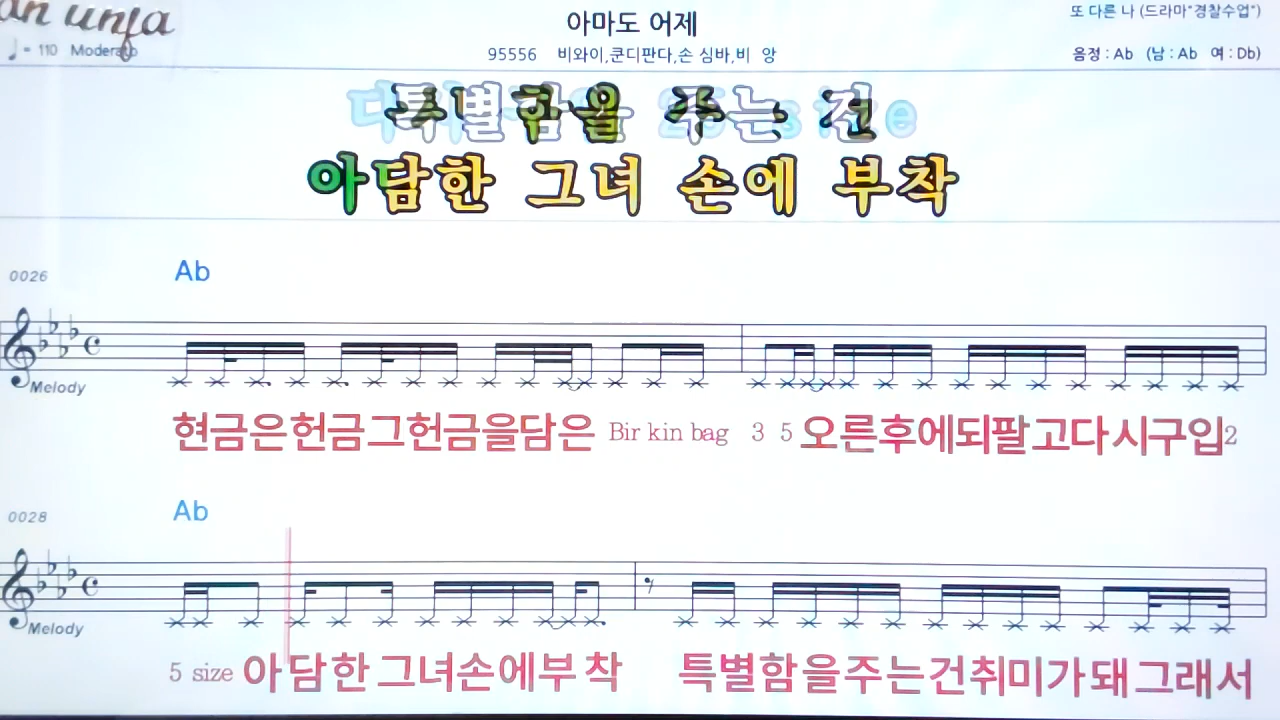 아마도 어제
또 다른 나 (드라마"경찰수업")
♩= 110 Moderato
95556 비와이,쿤디판다,손 심바,비 앙
음정 : Ab (남 : Ab 여 : Db)
특별함을 주는 건
아담한 그녀 손에 부착
0026
Ab
Melody
현금은헌금그헌금을담은 Bir kin bag 3 5 오른후에되팔고다시구입2
0028
Ab
Melody
5 size 아담한그녀손에부착 특별함을주는건취미가돼그래서